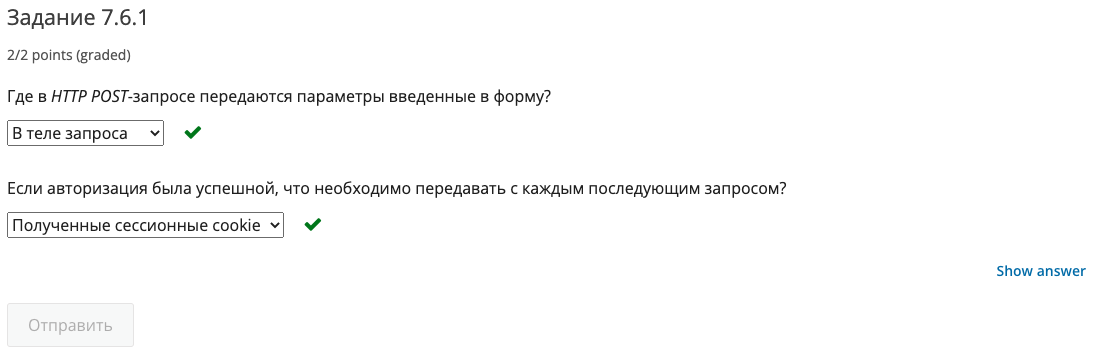 Задание 7.6.1
2/2 points (graded)
Где в HTTP POST-запросе передаются параметры введенные в форму?
В теле запроса
Если авторизация была успешной, что необходимо передавать с каждым последующим запросом?
Полученные сессионные cookie
Show answer
Отправить